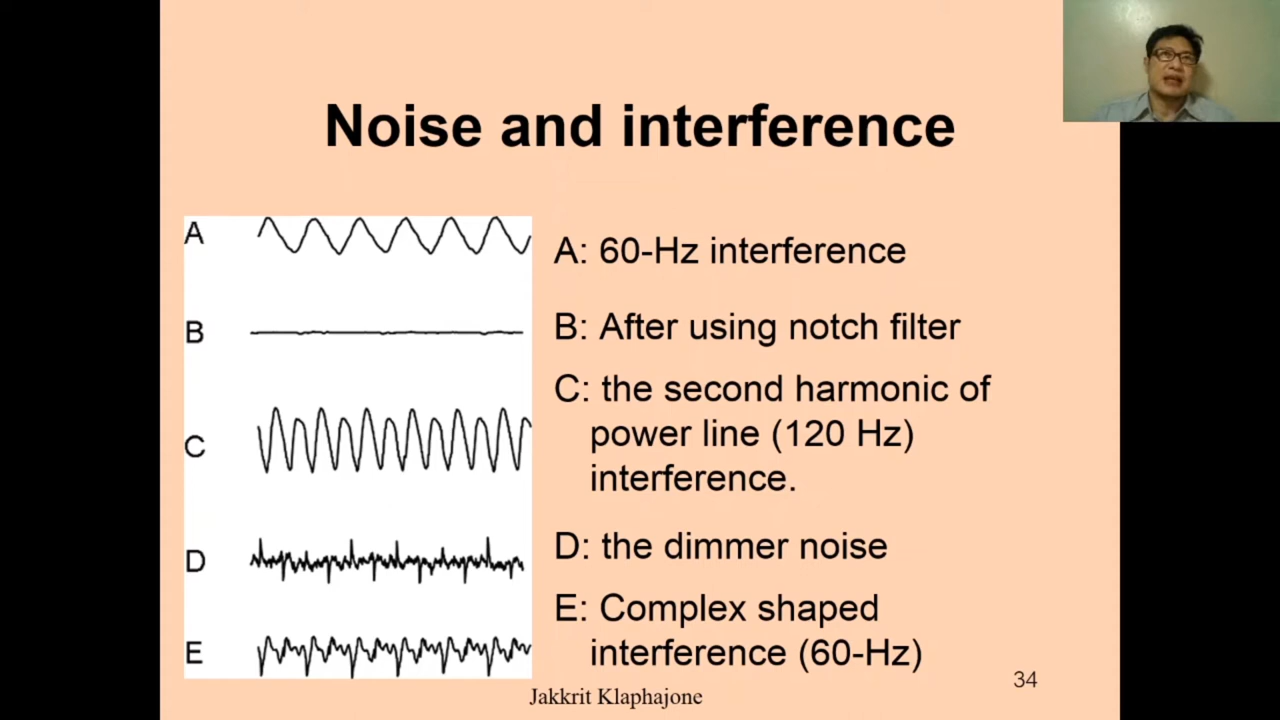 Noise and interference
A
B
C
D
E
A: 60-Hz interference
B: After using notch filter
C: the second harmonic of
power line (120 Hz)
interference.
D: the dimmer noise
E: Complex shaped
interference (60-Hz)
34
Jakkrit Klaphajone